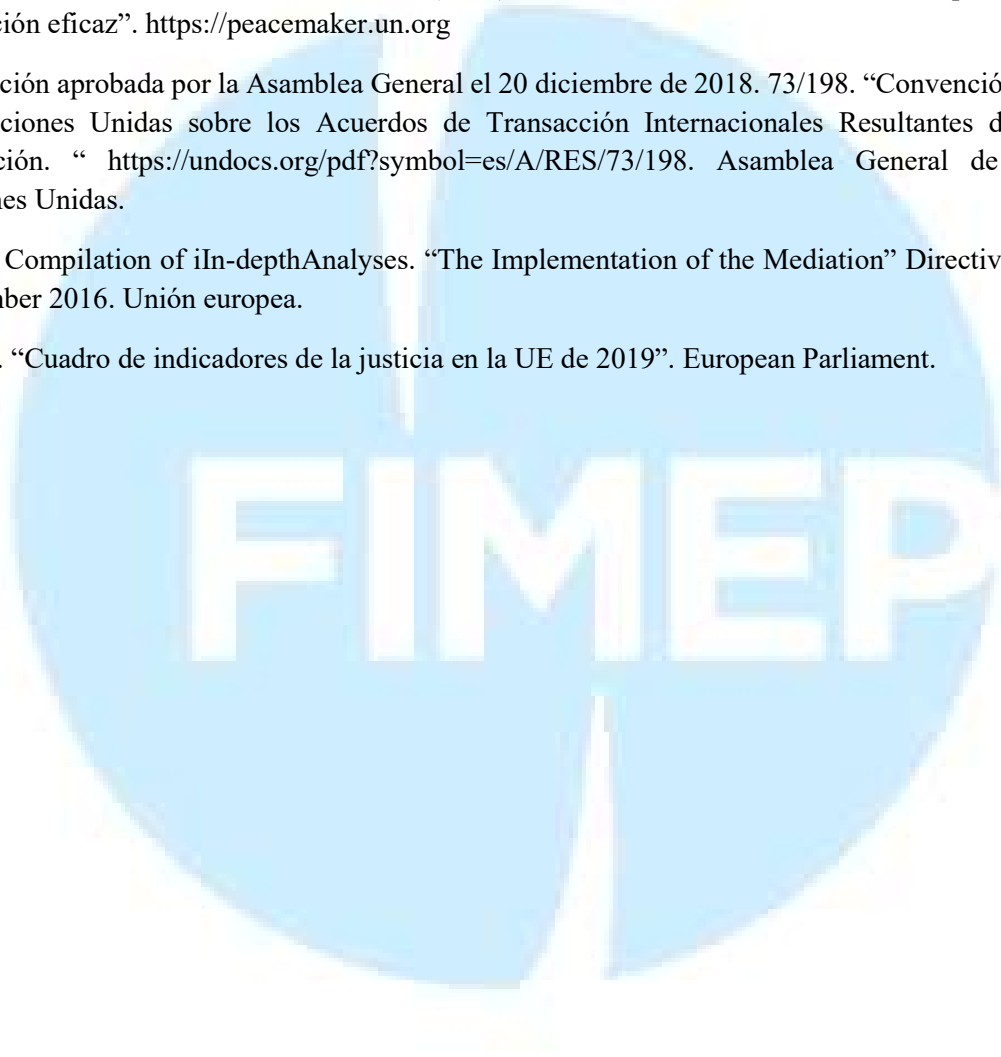 ción eficaz”. https://peacemaker.un.org
ción aprobada por la Asamblea General el 20 diciembre de 2018. 73/198. “Convenció
ciones Unidas sobre los Acuerdos de Transacción Internacionales Resultantes d
ción. “ https://undocs.org/pdf?symbol=es/A/RES/73/198. Asamblea General de
nes Unidas.
Compilation of iIn-depthAnalyses. “The Implementation of the Mediation” Directiv
ber 2016. Unión europea.
. “Cuadro de indicadores de la justicia en la UE de 2019”. European Parliament.
FIMEP